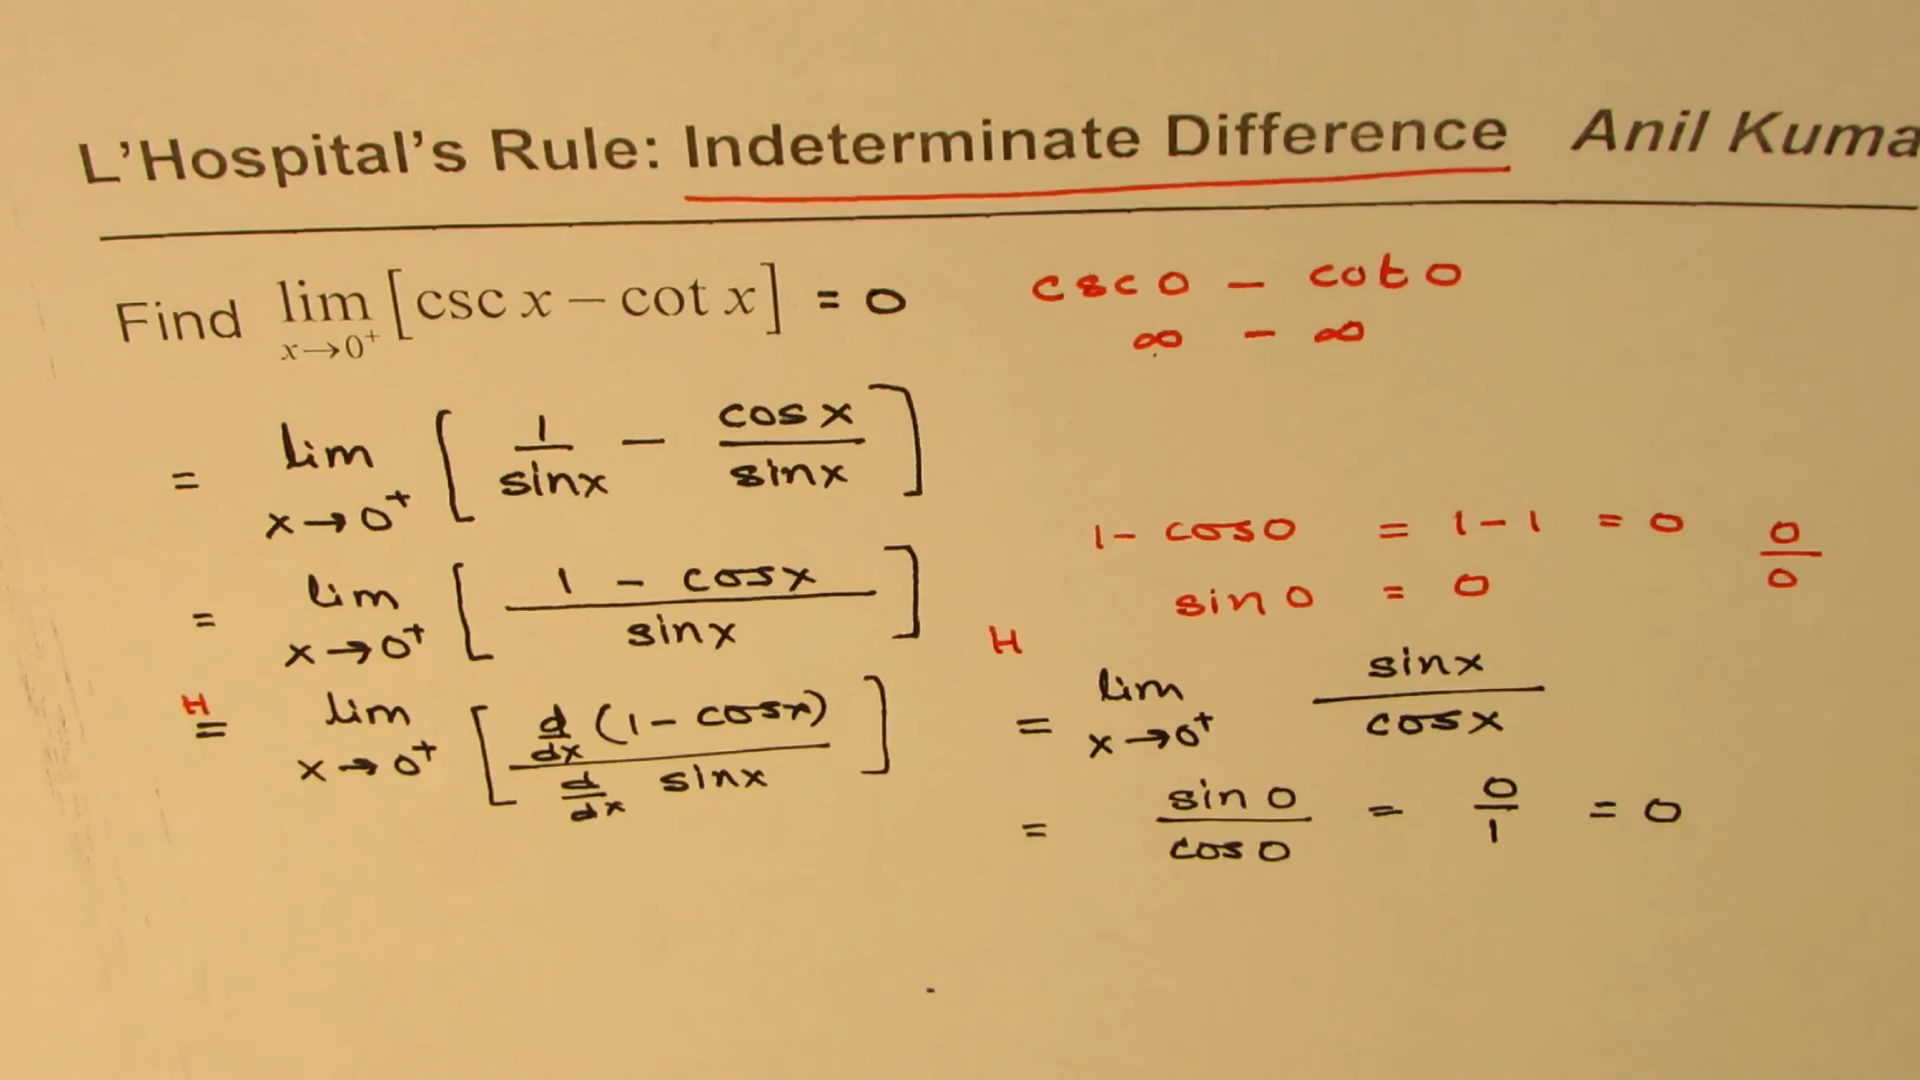 L'Hospital's Rule: Indeterminate Difference Anil Kuma
Find lim x→0⁺ [csc x − cot x] = 0
csc 0 − cot 0
∞ − ∞
= lim x→0⁺ [ 1/sinx − cosx/sinx ]
= lim x→0⁺ [ (1 − cosx)/sinx ]
H = lim x→0⁺ [ d/dx (1 − cosx) / d/dx sinx ]
1 − cos0 = 1 − 1 = 0 0/0
sin 0 = 0
H
= lim x→0⁺ sinx/cosx
= sin 0/cos 0 = 0/1 = 0